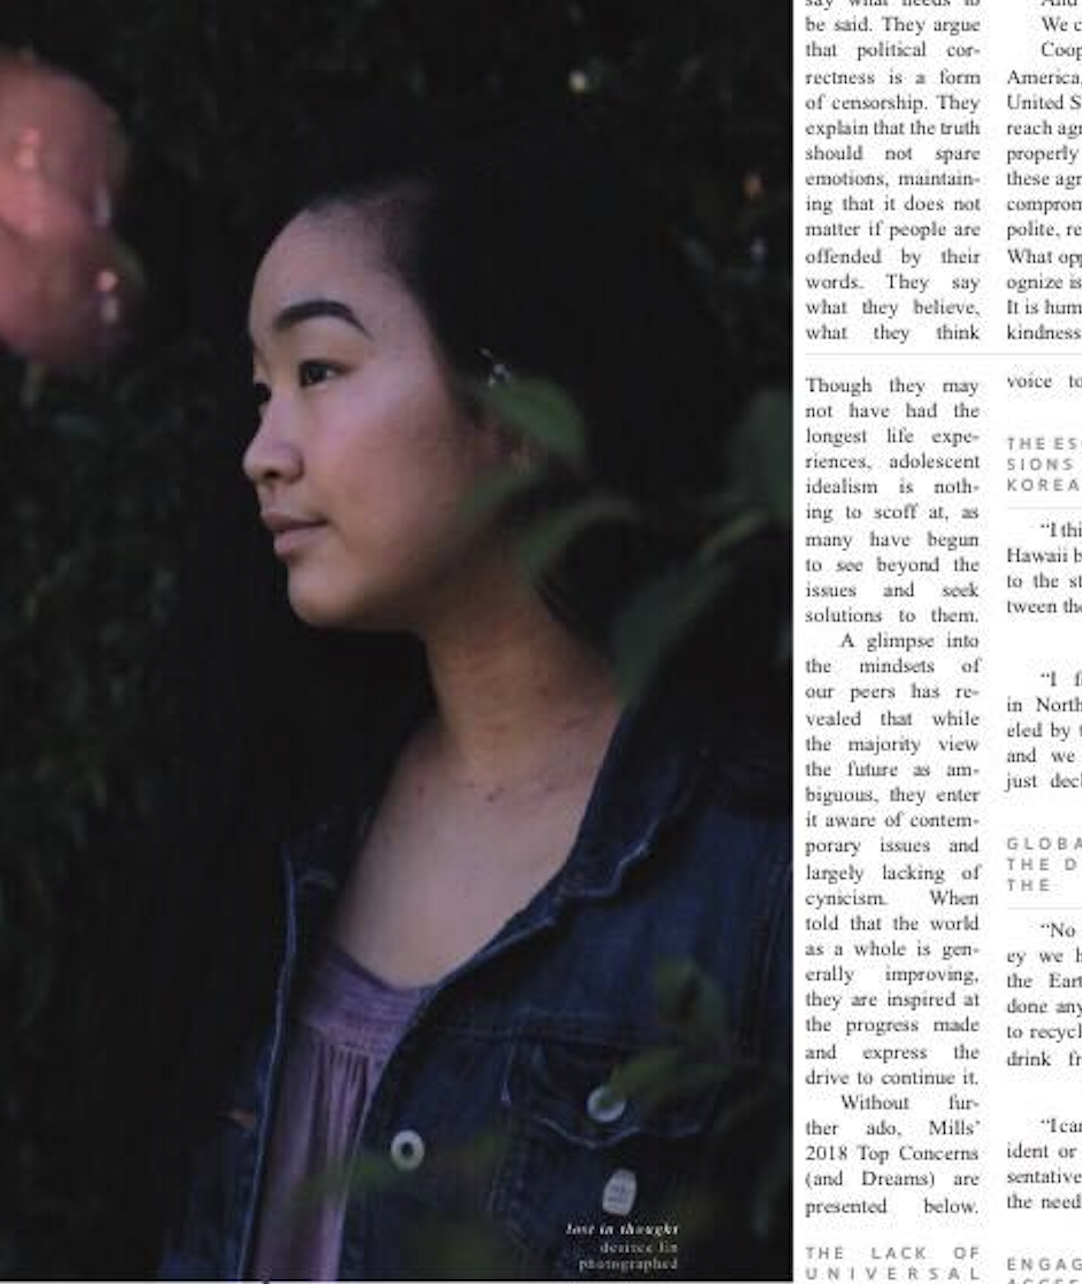 say what needs to
be said. They argue
that political cor-
rectness is a form
of censorship. They
explain that the truth
should not spare
emotions, maintain-
ing that it does not
matter if people are
offended by their
words. They say
what they believe,
what they think
Though they may
not have had the
longest life expe-
riences, adolescent
idealism is noth-
ing to scoff at, as
many have begun
to see beyond the
issues and seek
solutions to them.
A glimpse into
the mindsets of
our peers has re-
vealed that while
the majority view
the future as am-
biguous, they enter
it aware of contem-
porary issues and
largely lacking of
cynicism. When
told that the world
as a whole is gen-
erally improving,
they are inspired at
the progress made
and express the
drive to continue it.
Without fur-
ther ado, Mills'
2018 Top Concerns
(and Dreams) are
presented below.
THE LACK OF
UNIVERSAL
And
We c
Coop
America,
United S
reach agr
properly
these agr
comprom
polite, re
What opp
ognize is
It is hum
kindness
voice to
THE ES
SIONS
KOREA
"I thi
Hawaii b
to the st
tween the
"I f
in North
eled by t
and we
just decl
GLOBA
THE D
THE
"No
ey we h
the Eart
done any
to recycl
drink fr
"I can
ident or
sentative
the need
ENGAG
lost in thought
desiree lin
photographed